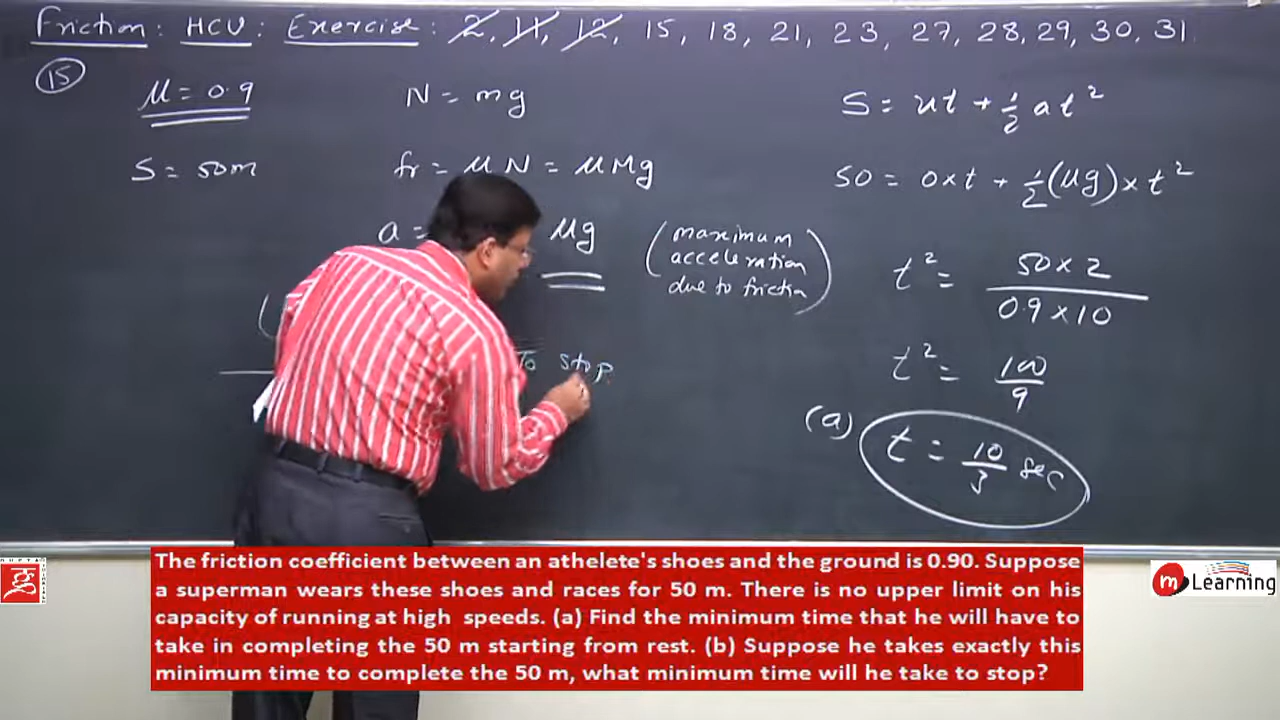 Friction: HCV: Exercise: 2, 11, 12, 15, 18, 21, 23, 27, 28, 29, 30, 31
15
μ = 0.9
S = 50m
N = mg
fr = μN = μMg
a =
μg
(maximum
acceleration
due to friction)
To stop
S = ut + ½ at²
50 = 0×t + ½(μg)×t²
t² = 50×2 / 0.9×10
t² = 100/9
(a) t = 10/3 sec
The friction coefficient between an athelete's shoes and the ground is 0.90. Suppose
a superman wears these shoes and races for 50 m. There is no upper limit on his
capacity of running at high speeds. (a) Find the minimum time that he will have to
take in completing the 50 m starting from rest. (b) Suppose he takes exactly this
minimum time to complete the 50 m, what minimum time will he take to stop?
m Learning